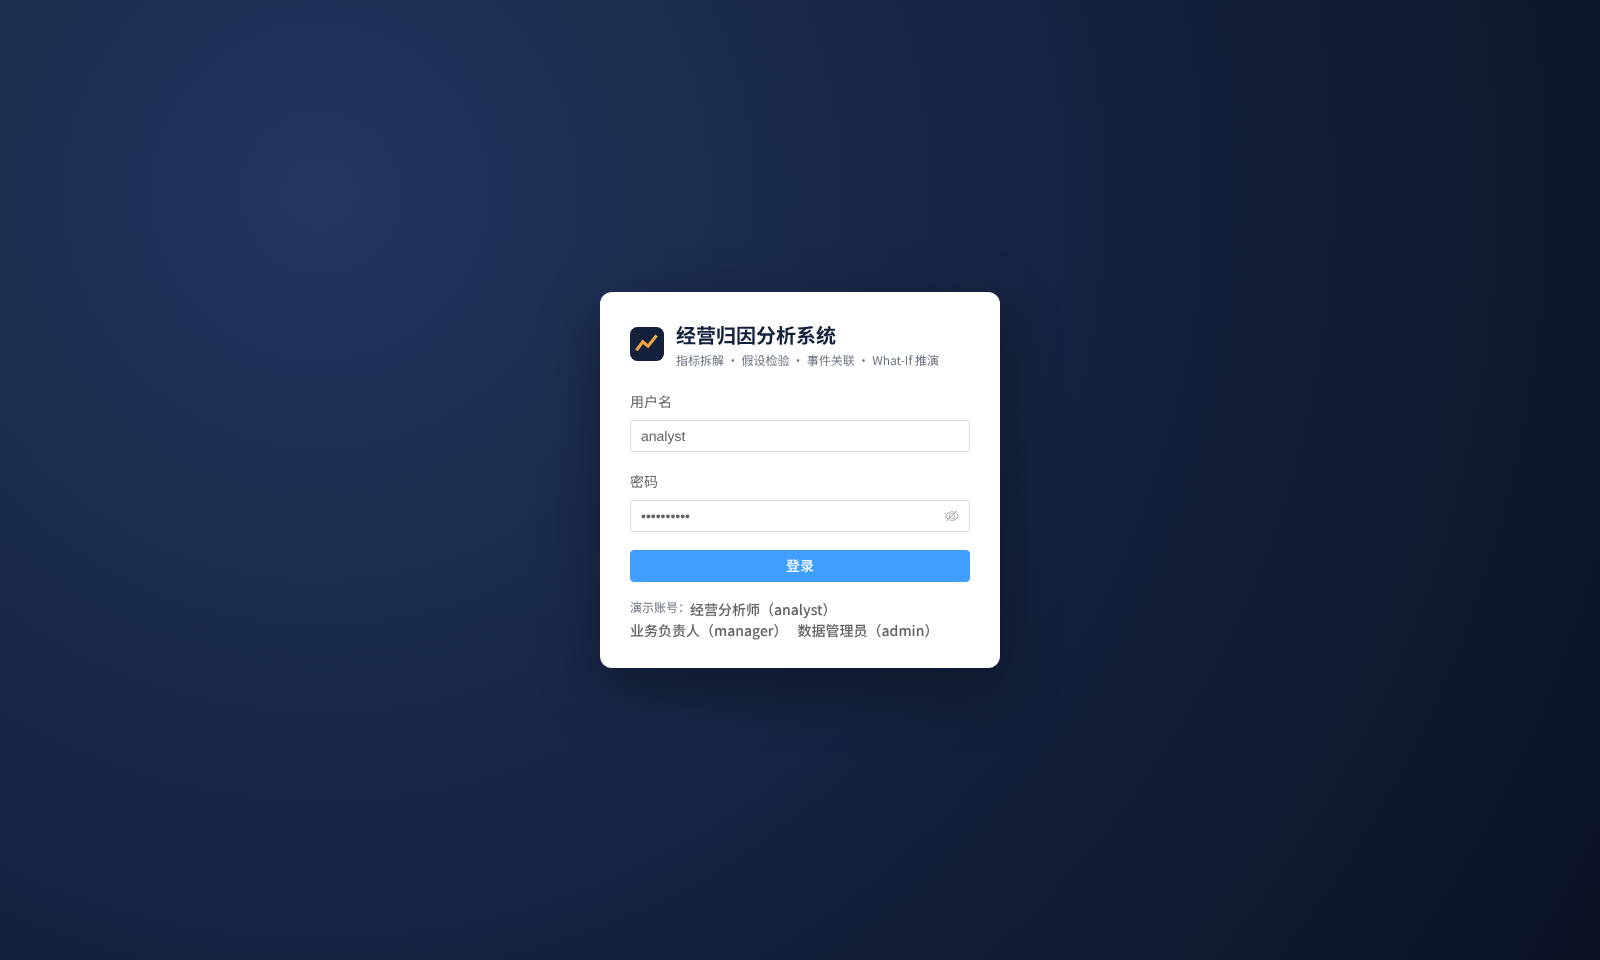 经营归因分析系统
指标拆解 · 假设检验 · 事件关联 · What-If 推演
用户名
analyst
密码
••••••••••
登录
演示账号： 经营分析师（analyst）
业务负责人（manager） 数据管理员（admin）